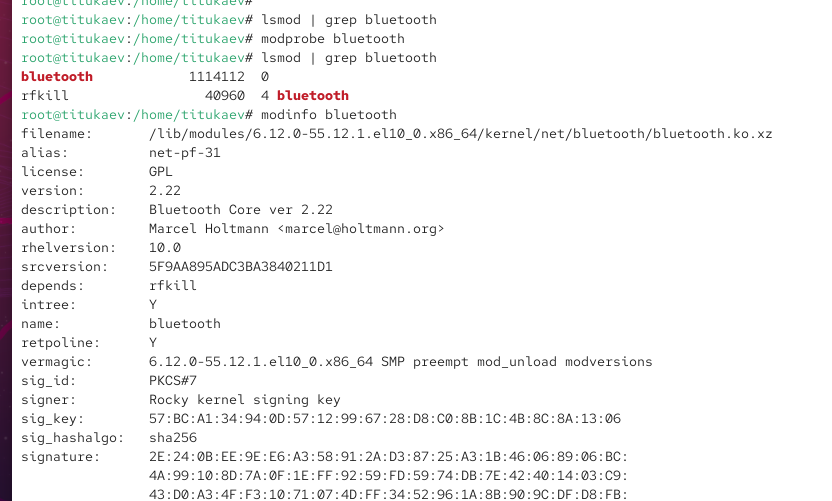 root@titukaev:/home/titukaev#
root@titukaev:/home/titukaev# lsmod | grep bluetooth
root@titukaev:/home/titukaev# modprobe bluetooth
root@titukaev:/home/titukaev# lsmod | grep bluetooth
bluetooth            1114112  0
rfkill                 40960  4 bluetooth
root@titukaev:/home/titukaev# modinfo bluetooth
filename:       /lib/modules/6.12.0-55.12.1.el10_0.x86_64/kernel/net/bluetooth/bluetooth.ko.xz
alias:          net-pf-31
license:        GPL
version:        2.22
description:    Bluetooth Core ver 2.22
author:         Marcel Holtmann <marcel@holtmann.org>
rhelversion:    10.0
srcversion:     5F9AA895ADC3BA3840211D1
depends:        rfkill
intree:         Y
name:           bluetooth
retpoline:      Y
vermagic:       6.12.0-55.12.1.el10_0.x86_64 SMP preempt mod_unload modversions
sig_id:         PKCS#7
signer:         Rocky kernel signing key
sig_key:        57:BC:A1:34:94:0D:57:12:99:67:28:D8:C0:8B:1C:4B:8C:8A:13:06
sig_hashalgo:   sha256
signature:      2E:24:0B:EE:9E:E6:A3:58:91:2A:D3:87:25:A3:1B:46:06:89:06:BC:
                4A:99:10:8D:7A:0F:1E:FF:92:59:FD:59:74:DB:7E:42:40:14:03:C9:
                43:D0:A3:4F:F3:10:71:07:4D:FF:34:52:96:1A:8B:90:9C:DF:D8:FB: